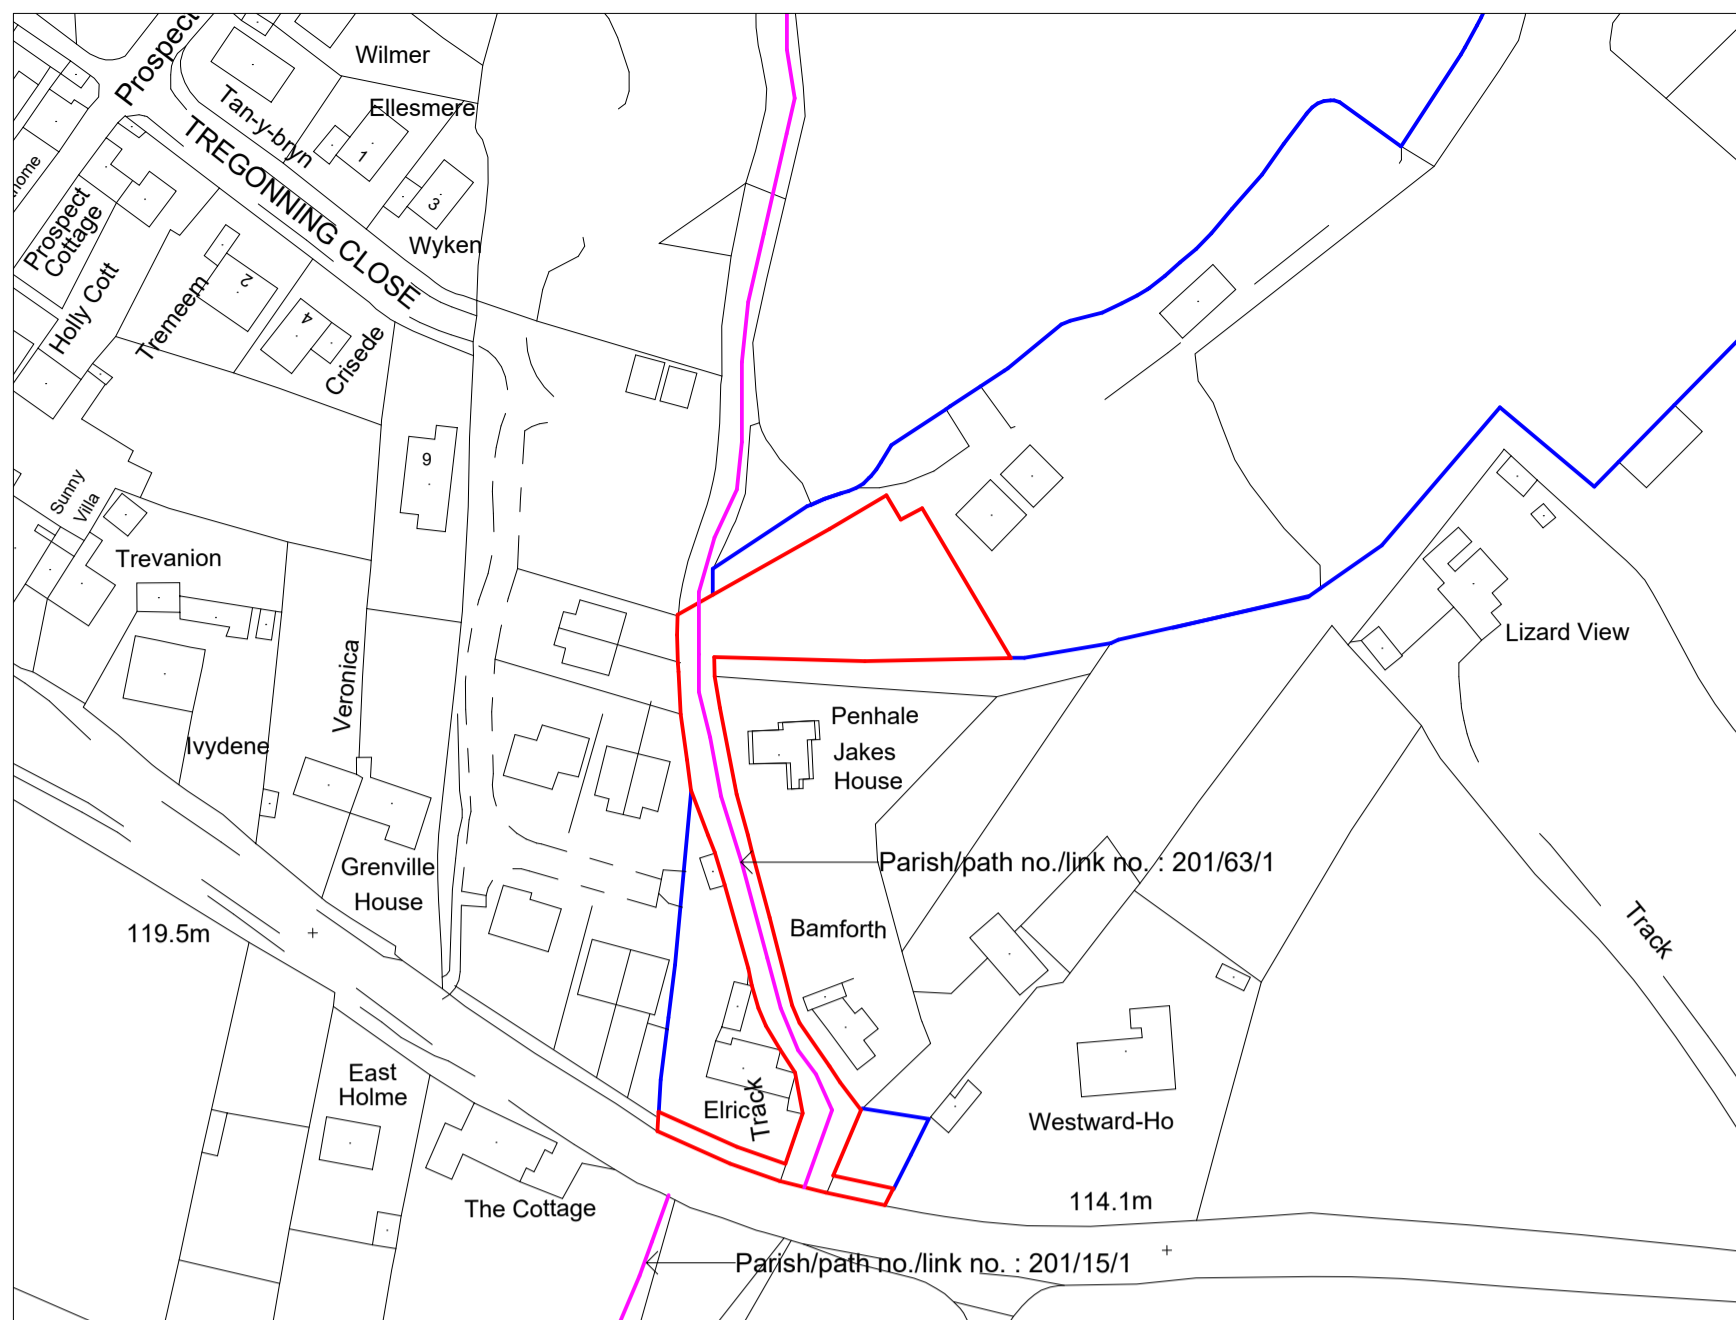 Prospect
Wilmer
Ellesmere
Tan-y-bryn
1
TREGONNING CLOSE
3
Wyken
Prospect
Cottage
Holly Cott
Tremeem
2
4
Crisede
9
Sunny
Villa
Trevanion
Veronica
Ivydene
Lizard View
Penhale
Jakes
House
Grenville
House
Parish/path no./link no. : 201/63/1
119.5m
Bamforth
Track
East
Holme
Elric
Track
Westward-Ho
The Cottage
114.1m
Parish/path no./link no. : 201/15/1